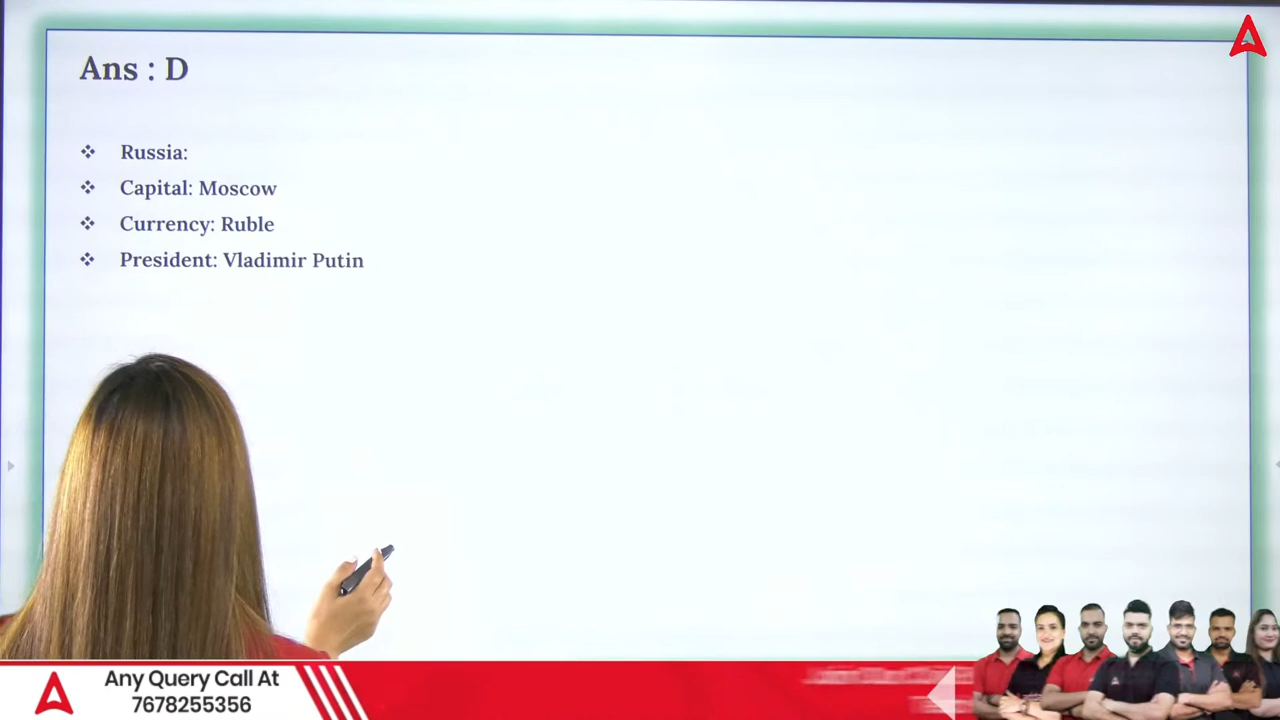 Ans : D
❖ Russia:
❖ Capital: Moscow
❖ Currency: Ruble
❖ President: Vladimir Putin
Any Query Call At
7678255356